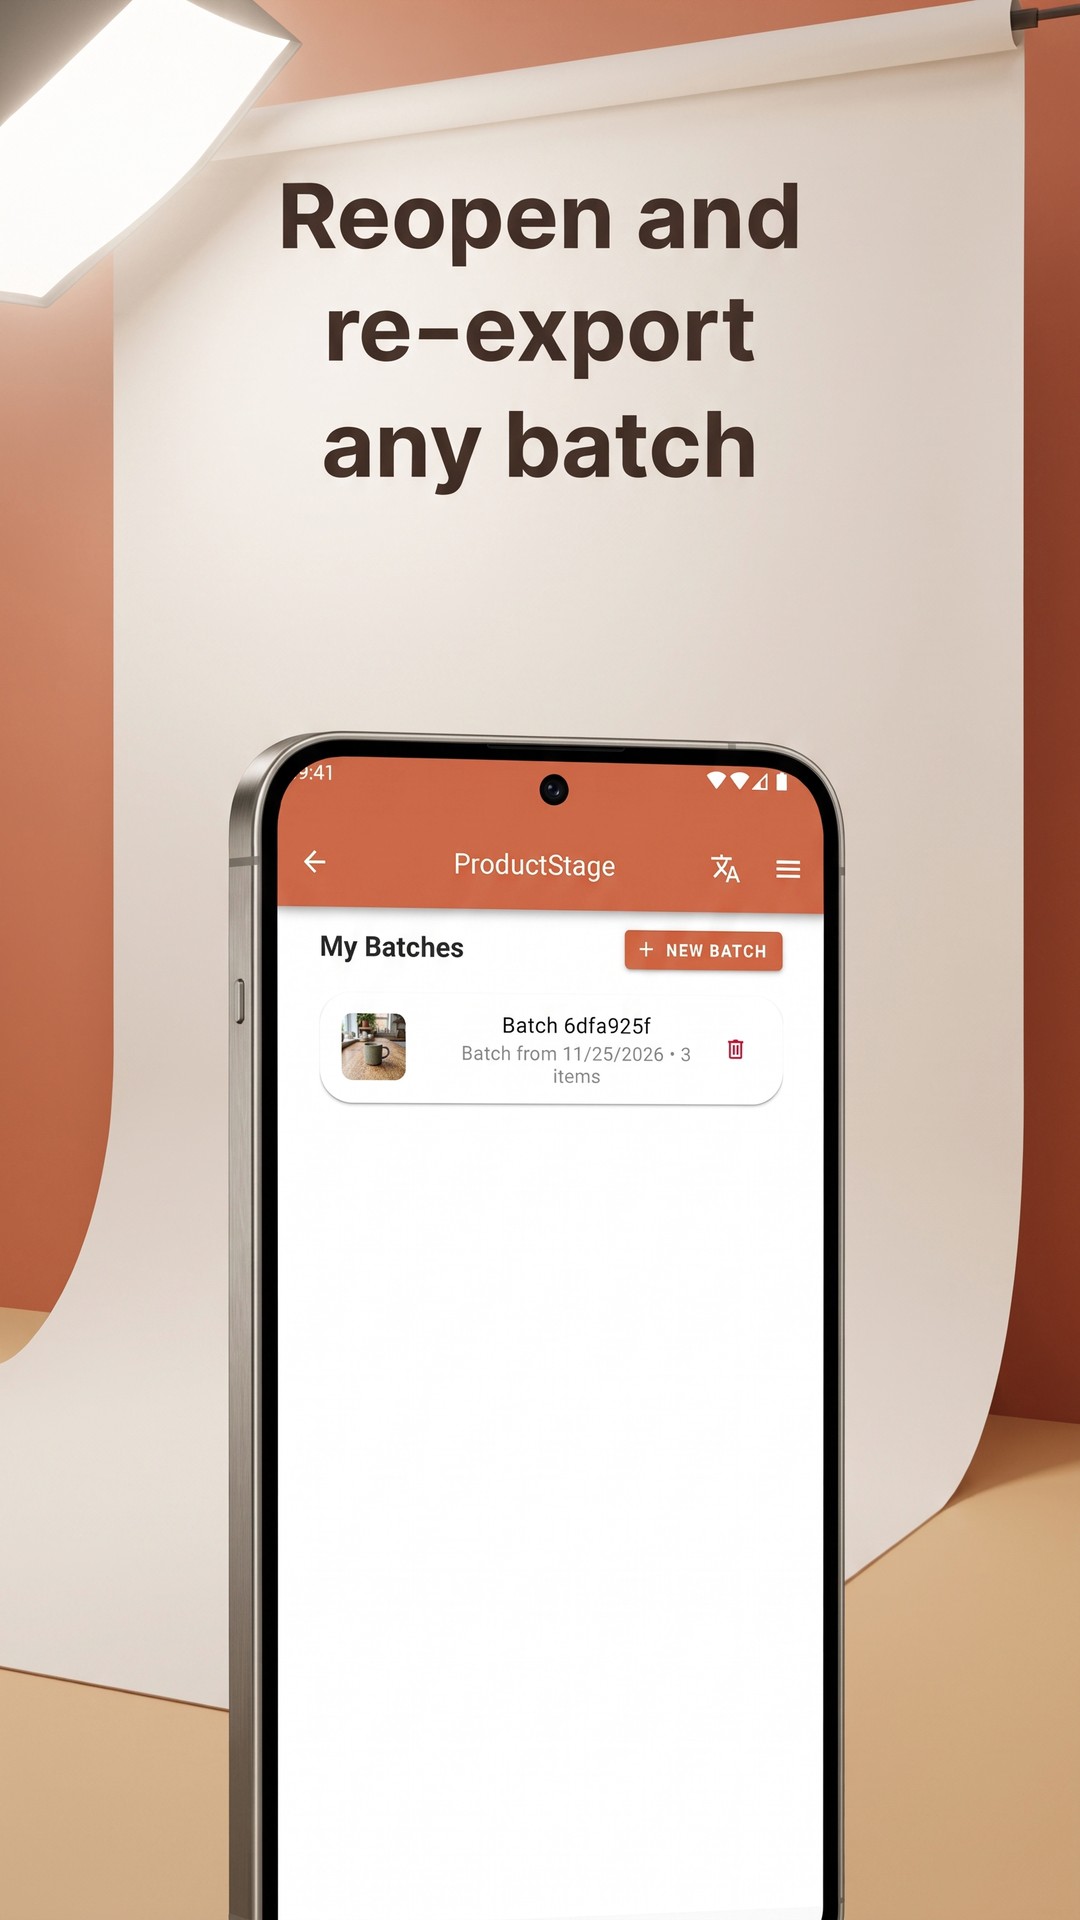 Reopen and
re-export
any batch
9:41
ProductStage
My Batches
+ NEW BATCH
Batch 6dfa925f
Batch from 11/25/2026 • 3
items